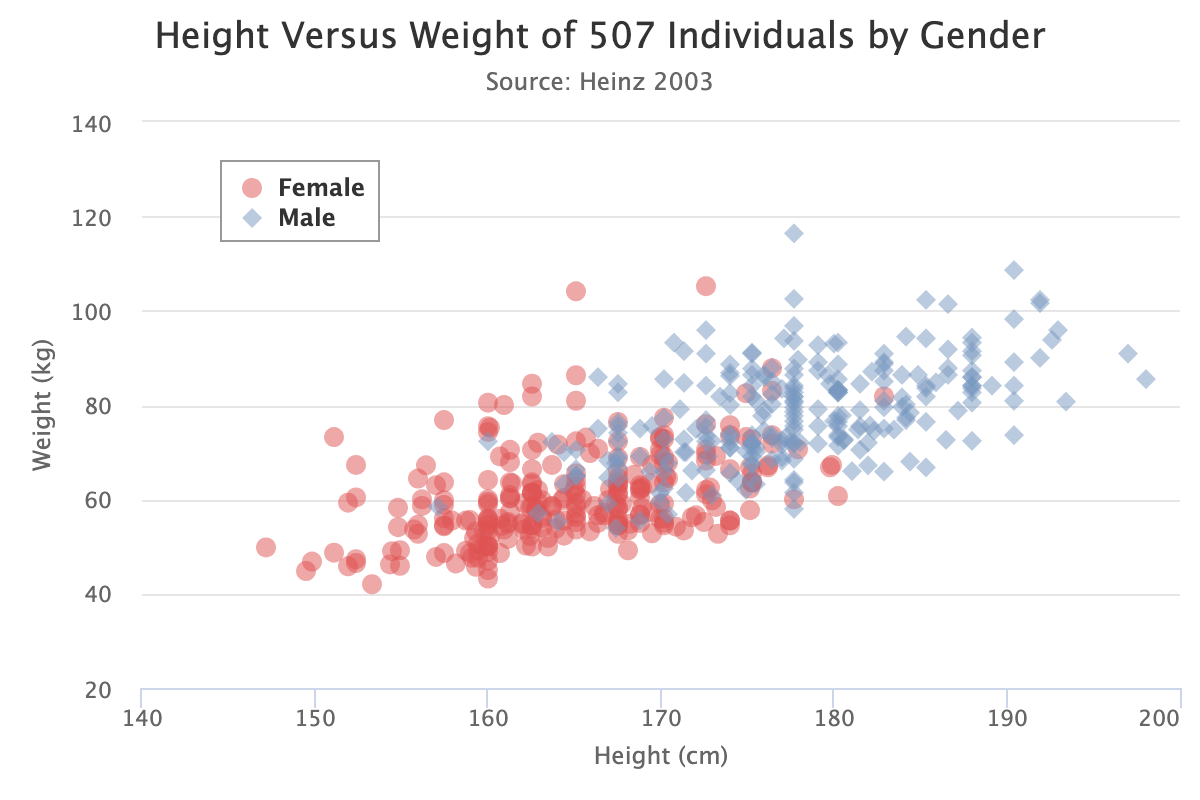 Height Versus Weight of 507 Individuals by Gender
Source: Heinz 2003
140
120
100
80
60
40
20
Weight (kg)
Female
Male
140 150 160 170 180 190 200
Height (cm)